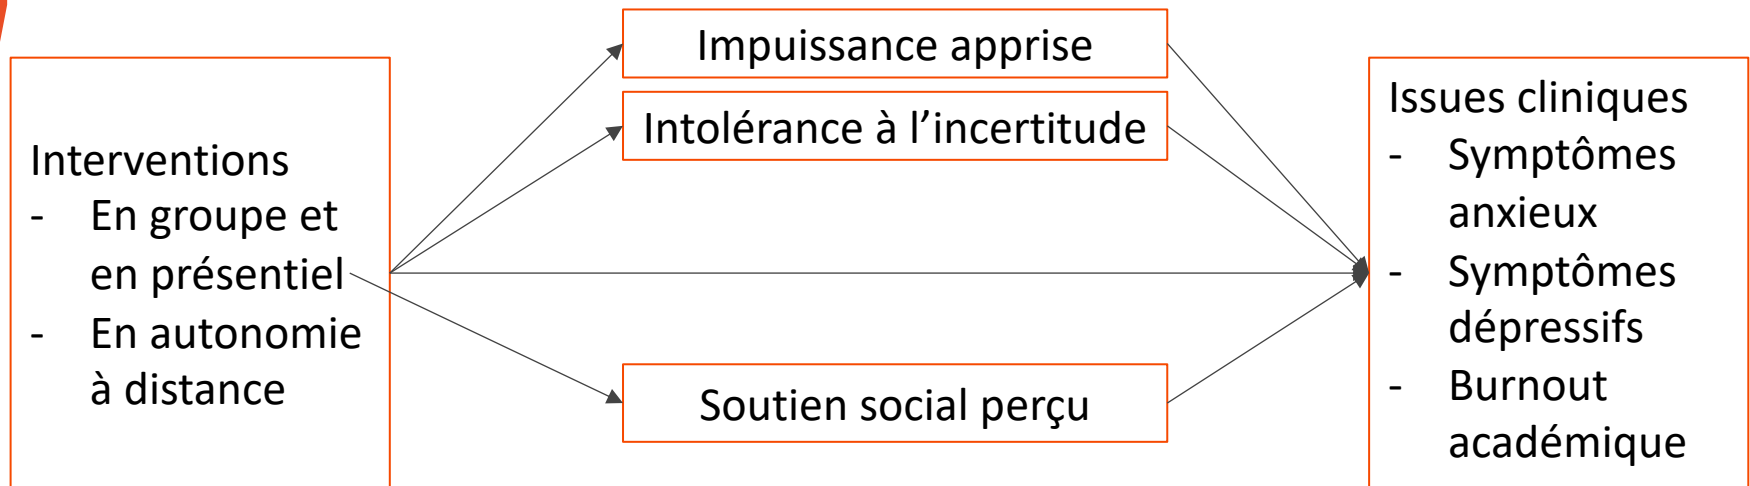 Interventions
- En groupe et
en présentiel
- En autonomie
à distance
Impuissance apprise
Intolérance à l’incertitude
Soutien social perçu
Issues cliniques
- Symptômes
anxieux
- Symptômes
dépressifs
- Burnout
académique